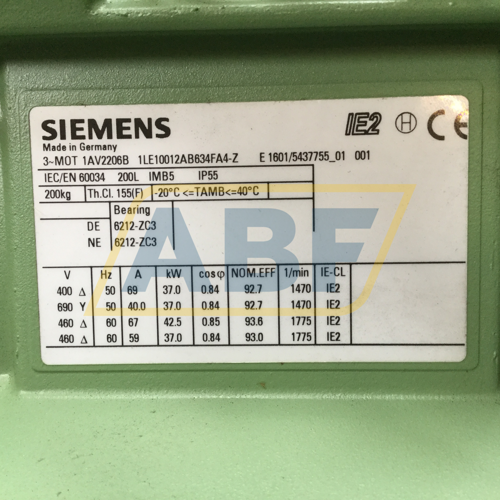 SIEMENS IE2 H CE
Made in Germany
3~MOT 1AV2206B 1LE10012AB634FA4-Z E 1601/5437755_01 001
IEC/EN 60034 200L IMB5 IP55
200kg Th.Cl. 155(F) -20°C <=TAMB<=40°C
Bearing
DE 6212-ZC3
NE 6212-ZC3
V Hz A kW cosφ NOM.EFF 1/min IE-CL
400 Δ 50 69 37.0 0.84 92.7 1470 IE2
690 Y 50 40.0 37.0 0.84 92.7 1470 IE2
460 Δ 60 67 42.5 0.85 93.6 1775 IE2
460 Δ 60 59 37.0 0.84 93.0 1775 IE2
ABF